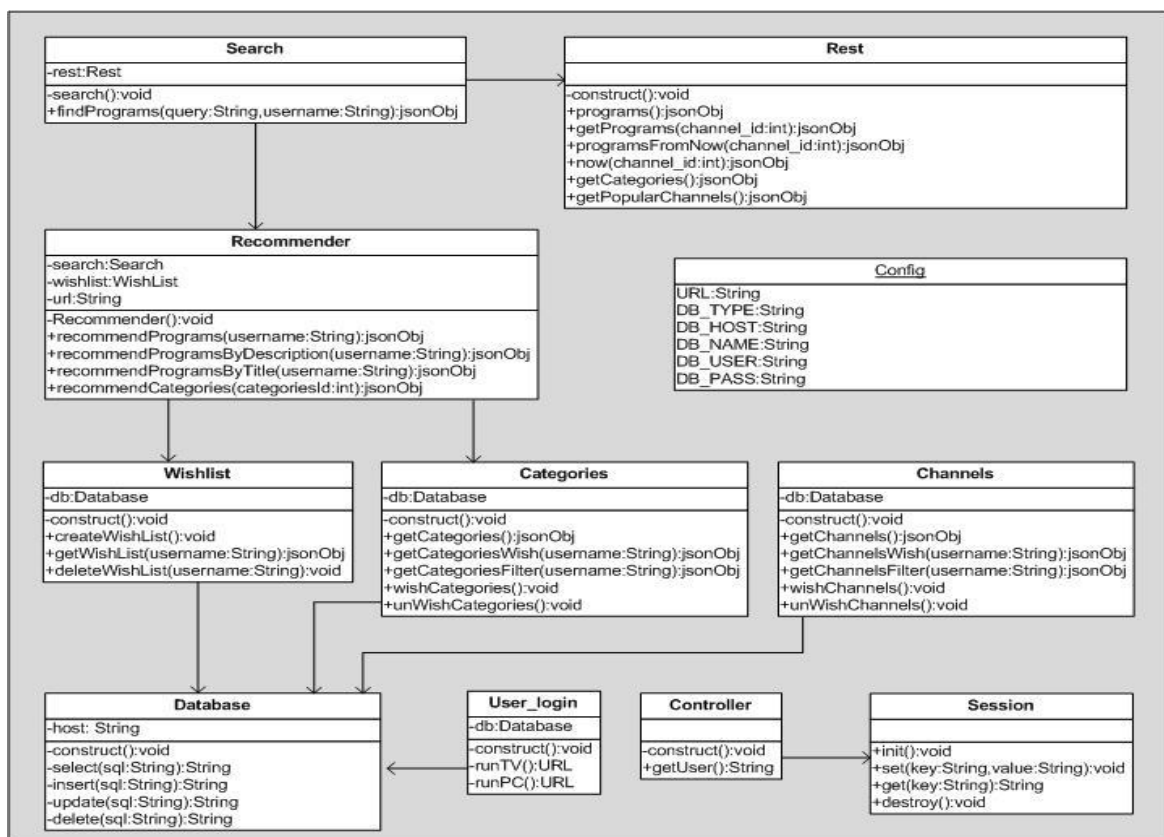 Search
-rest:Rest
-search():void
+findPrograms(query:String,username:String):jsonObj
Rest
-construct():void
+programs():jsonObj
+getPrograms(channel_id:int):jsonObj
+programsFromNow(channel_id:int):jsonObj
+now(channel_id:int):jsonObj
+getCategories():jsonObj
+getPopularChannels():jsonObj
Recommender
-search:Search
-wishlist:WishList
-url:String
-Recommender():void
+recommendPrograms(username:String):jsonObj
+recommendProgramsByDescription(username:String):jsonObj
+recommendProgramsByTitle(username:String):jsonObj
+recommendCategories(categoriesId:int):jsonObj
Config
URL:String
DB_TYPE:String
DB_HOST:String
DB_NAME:String
DB_USER:String
DB_PASS:String
Wishlist
-db:Database
-construct():void
+createWishList():void
+getWishList(username:String):jsonObj
+deleteWishList(username:String):void
Categories
-db:Database
-construct():void
+getCategories():jsonObj
+getCategoriesWish(username:String):jsonObj
+getCategoriesFilter(username:String):jsonObj
+wishCategories():void
+unWishCategories():void
Channels
-db:Database
-construct():void
+getChannels():jsonObj
+getChannelsWish(username:String):jsonObj
+getChannelsFilter(username:String):jsonObj
+wishChannels():void
+unWishChannels():void
Database
-host: String
-construct():void
-select(sql:String):String
-insert(sql:String):String
-update(sql:String):String
-delete(sql:String):String
User_login
-db:Database
-construct():void
-runTV():URL
-runPC():URL
Controller
-construct():void
+getUser():String
Session
+init():void
+set(key:String,value:String):void
+get(key:String):String
+destroy():void